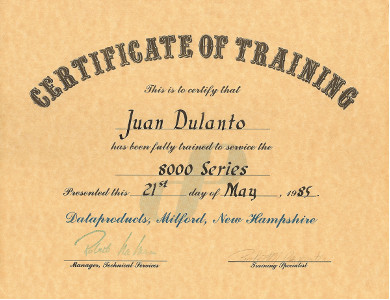 CERTIFICATE OF TRAINING
This is to certify that
Juan Dulanto
has been fully trained to service the
8000 Series
Presented this 21st day of May, 1985.
Dataproducts, Milford, New Hampshire
Manager, Technical Services
Training Specialist